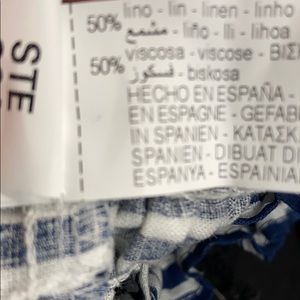 50% lino - lin - linen - linho
مشمع - liño - lli - lihoa
50% viscosa - viscose - ΒΙΣ
فسكوز - biskosa
HECHO EN ESPAÑA -
EN ESPAGNE - GEFAB
IN SPANIEN - ΚΑΤΑΣΚ
SPANIEN - DIBUAT D
ESPANYA - ESPAINIA
STE